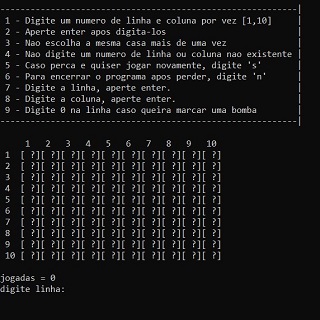 --------------------------------------------------------|
1 - Digite um numero de linha e coluna por vez [1,10] |
2 - Aperte enter apos digita-los |
3 - Nao escolha a mesma casa mais de uma vez |
4 - Nao digite um numero de linha ou coluna nao existente |
5 - Caso perca e quiser jogar novamente, digite 's' |
6 - Para encerrar o programa apos perder, digite 'n' |
7 - Digite a linha, aperte enter. |
8 - Digite a coluna, aperte enter. |
9 - Digite 0 na linha caso queira marcar uma bomba |
--------------------------------------------------------|
1 2 3 4 5 6 7 8 9 10
1 [ ?][ ?][ ?][ ?][ ?][ ?][ ?][ ?][ ?][ ?]
2 [ ?][ ?][ ?][ ?][ ?][ ?][ ?][ ?][ ?][ ?]
3 [ ?][ ?][ ?][ ?][ ?][ ?][ ?][ ?][ ?][ ?]
4 [ ?][ ?][ ?][ ?][ ?][ ?][ ?][ ?][ ?][ ?]
5 [ ?][ ?][ ?][ ?][ ?][ ?][ ?][ ?][ ?][ ?]
6 [ ?][ ?][ ?][ ?][ ?][ ?][ ?][ ?][ ?][ ?]
7 [ ?][ ?][ ?][ ?][ ?][ ?][ ?][ ?][ ?][ ?]
8 [ ?][ ?][ ?][ ?][ ?][ ?][ ?][ ?][ ?][ ?]
9 [ ?][ ?][ ?][ ?][ ?][ ?][ ?][ ?][ ?][ ?]
10 [ ?][ ?][ ?][ ?][ ?][ ?][ ?][ ?][ ?][ ?]
jogadas = 0
digite linha: